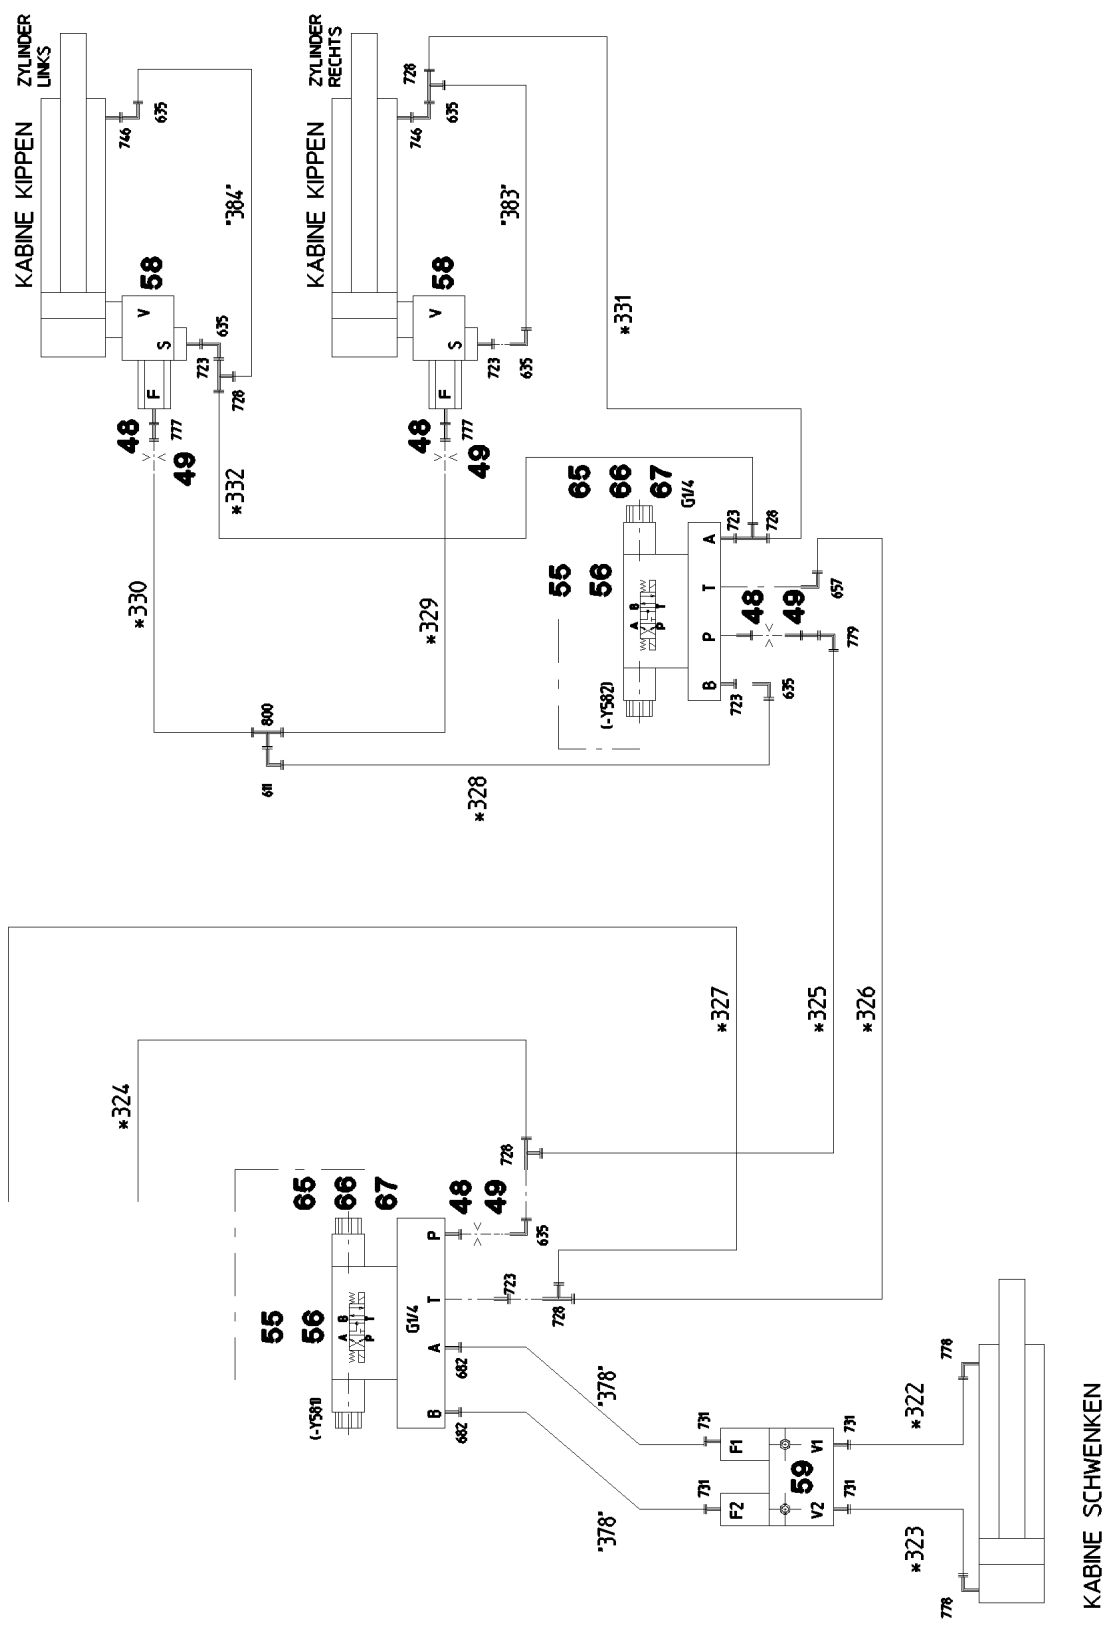 ZYLINDER
LINKS
KABINE KIPPEN
746
635
"384"
58
V
S
F
635
723
728
48
777
49
*332
*330
ZYLINDER
RECHTS
KABINE KIPPEN
728
746
635
"383"
58
V
S
F
723
635
48
777
49
*331
*329
800
611
*328
65
66
67
G1/4
55
56
A B
P T
(-Y582)
A
T
P
B
723
728
657
48
49
779
723
635
*327
*325
*326
*324
728
65
66
67
48
49
635
55
56
A B
P T
(-Y581)
G1/4
P
T
A
B
723
728
682
682
"378"
"378"
731
731
F1
F2
59
V1
V2
731
731
*322
*323
778
778
KABINE SCHWENKEN